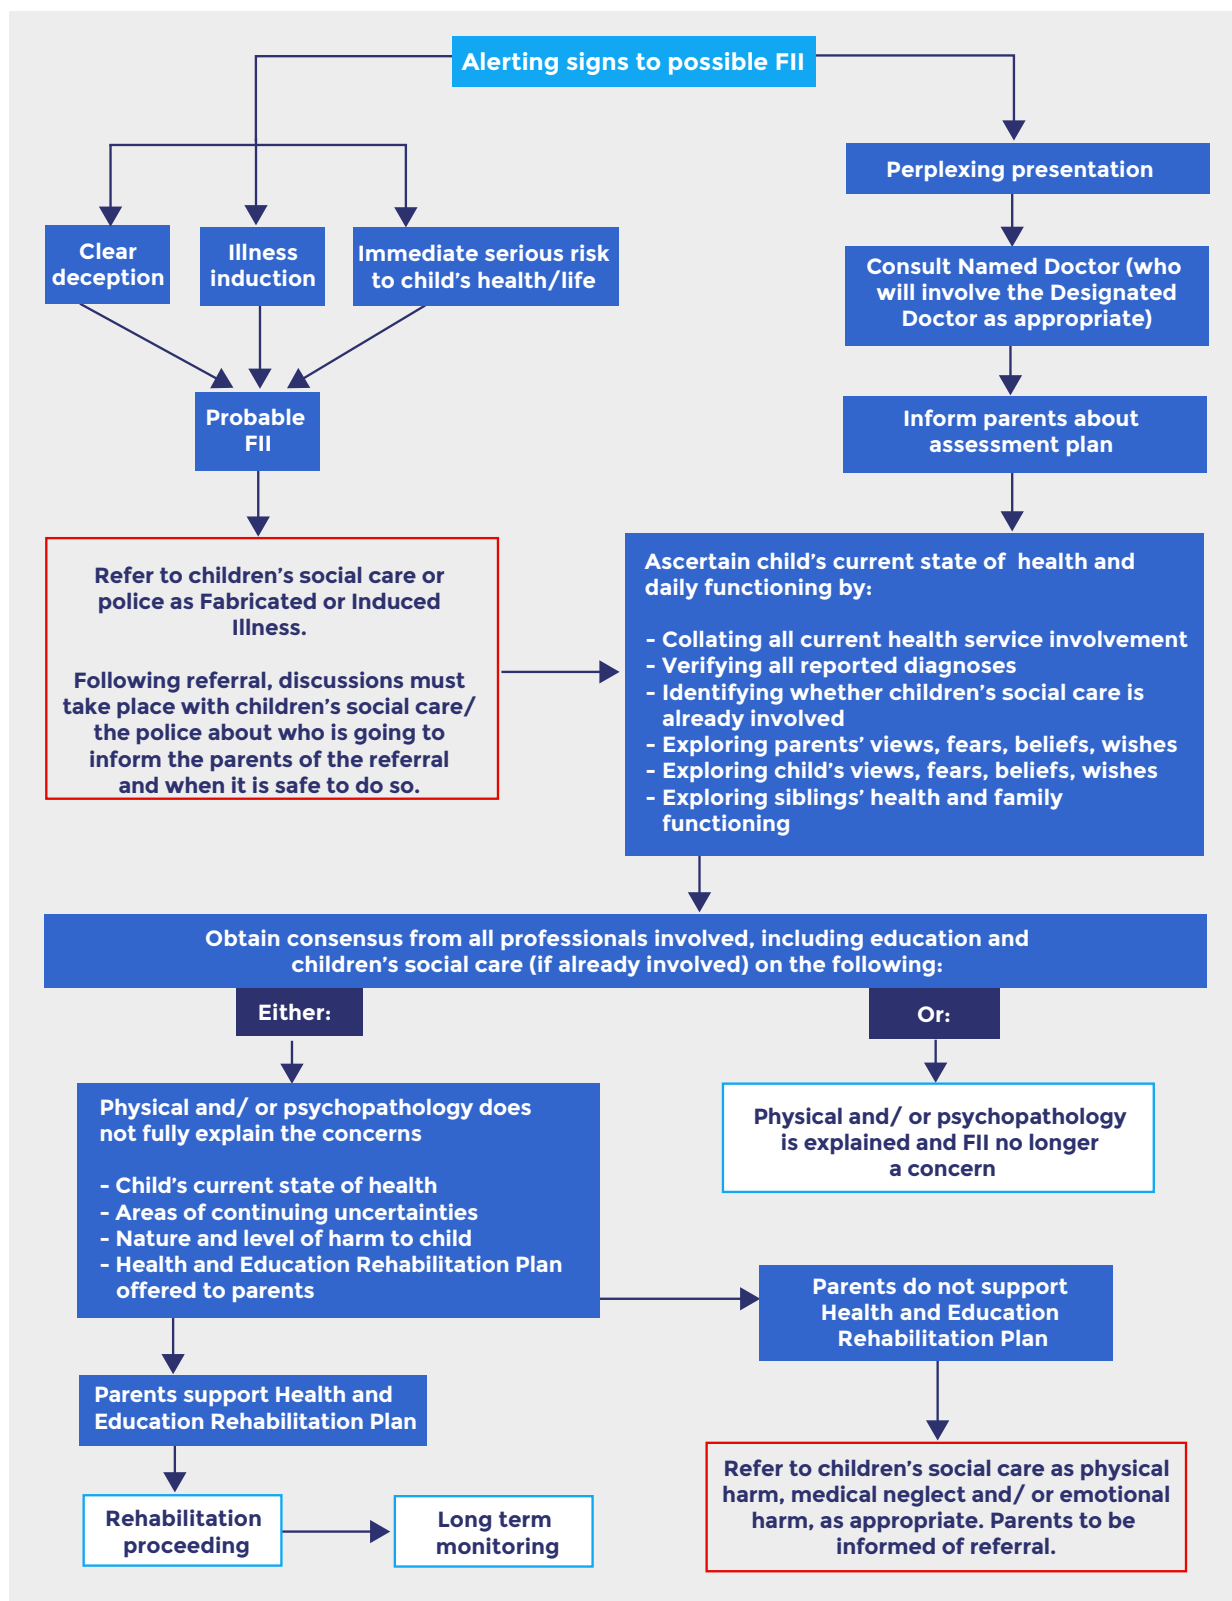 Alerting signs to possible FII
Perplexing presentation
Clear
deception
Illness
induction
Immediate serious risk
to child's health/life
Consult Named Doctor (who
will involve the Designated
Doctor as appropriate)
Probable
FII
Inform parents about
assessment plan
Refer to children's social care or
police as Fabricated or Induced
Illness.
Following referral, discussions must
take place with children's social care/
the police about who is going to
inform the parents of the referral
and when it is safe to do so.
Ascertain child's current state of health and
daily functioning by:
- Collating all current health service involvement
- Verifying all reported diagnoses
- Identifying whether children's social care is
already involved
- Exploring parents' views, fears, beliefs, wishes
- Exploring child's views, fears, beliefs, wishes
- Exploring siblings' health and family
functioning
Obtain consensus from all professionals involved, including education and
children's social care (if already involved) on the following:
Either:
Or:
Physical and/ or psychopathology does
not fully explain the concerns
- Child's current state of health
- Areas of continuing uncertainties
- Nature and level of harm to child
- Health and Education Rehabilitation Plan
offered to parents
Physical and/ or psychopathology
is explained and FII no longer
a concern
Parents do not support
Health and Education
Rehabilitation Plan
Parents support Health and
Education Rehabilitation Plan
Rehabilitation
proceeding
Long term
monitoring
Refer to children's social care as physical
harm, medical neglect and/ or emotional
harm, as appropriate. Parents to be
informed of referral.